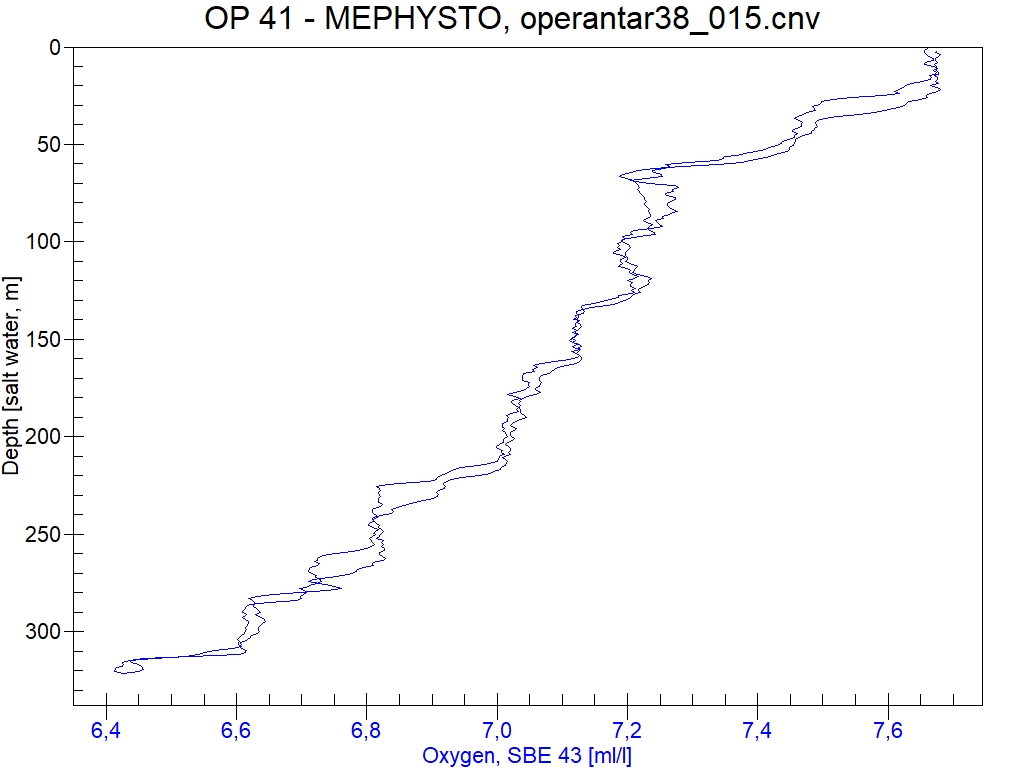 OP 41 - MEPHYSTO, operantar38_015.cnv
0
50
100
150
200
250
300
Depth [salt water, m]
6,4 6,6 6,8 7,0 7,2 7,4 7,6
Oxygen, SBE 43 [ml/l]